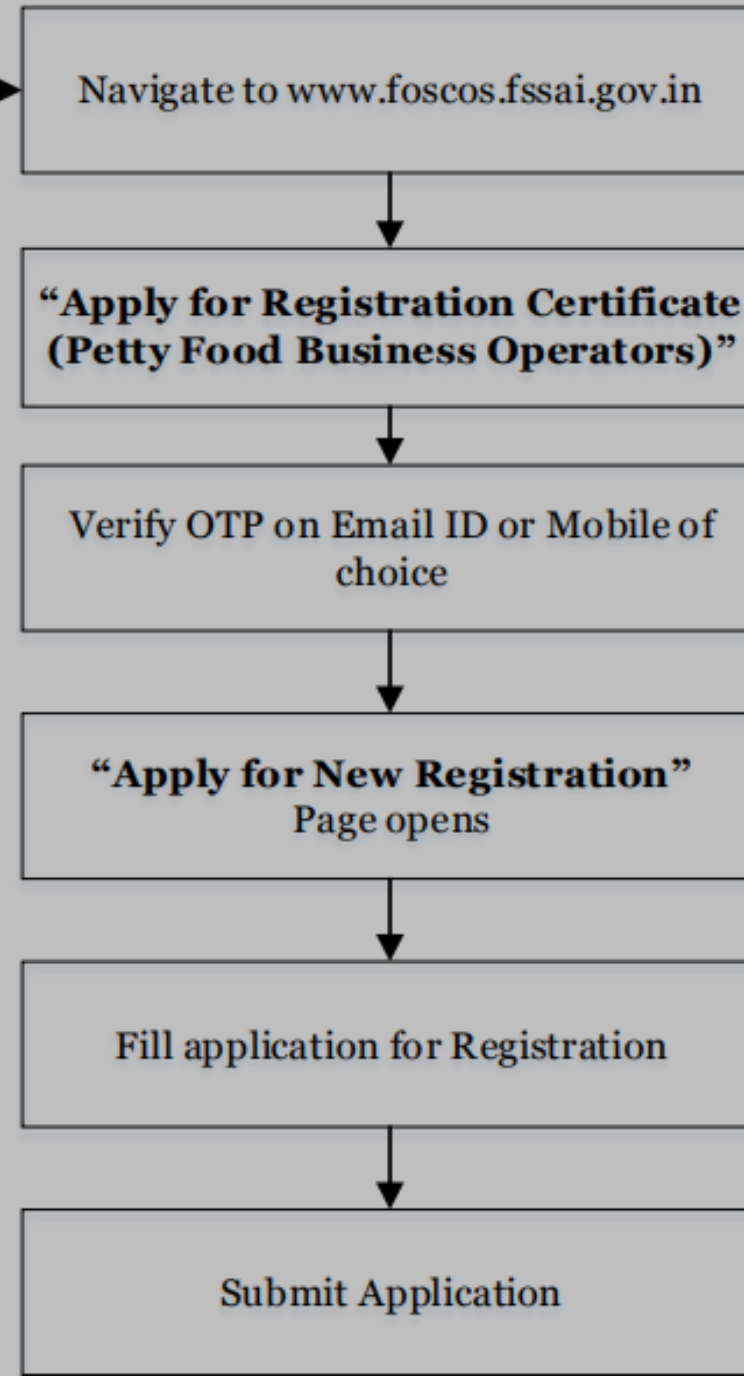 Navigate to www.foscos.fssai.gov.in
“Apply for Registration Certificate
(Petty Food Business Operators)”
Verify OTP on Email ID or Mobile of
choice
“Apply for New Registration”
Page opens
Fill application for Registration
Submit Application